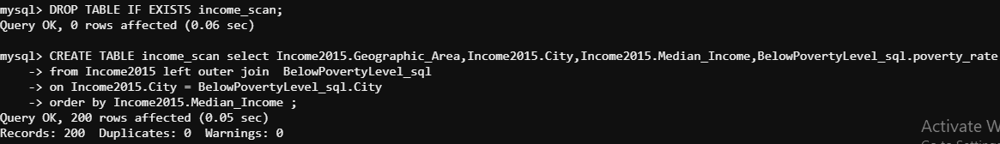 mysql> DROP TABLE IF EXISTS income_scan;
Query OK, 0 rows affected (0.06 sec)
mysql> CREATE TABLE income_scan select Income2015.Geographic_Area,Income2015.City,Income2015.Median_Income,BelowPovertyLevel_sql.poverty_rate
    -> from Income2015 left outer join  BelowPovertyLevel_sql
    -> on Income2015.City = BelowPovertyLevel_sql.City
    -> order by Income2015.Median_Income ;
Query OK, 200 rows affected (0.05 sec)
Records: 200  Duplicates: 0  Warnings: 0
Activate W